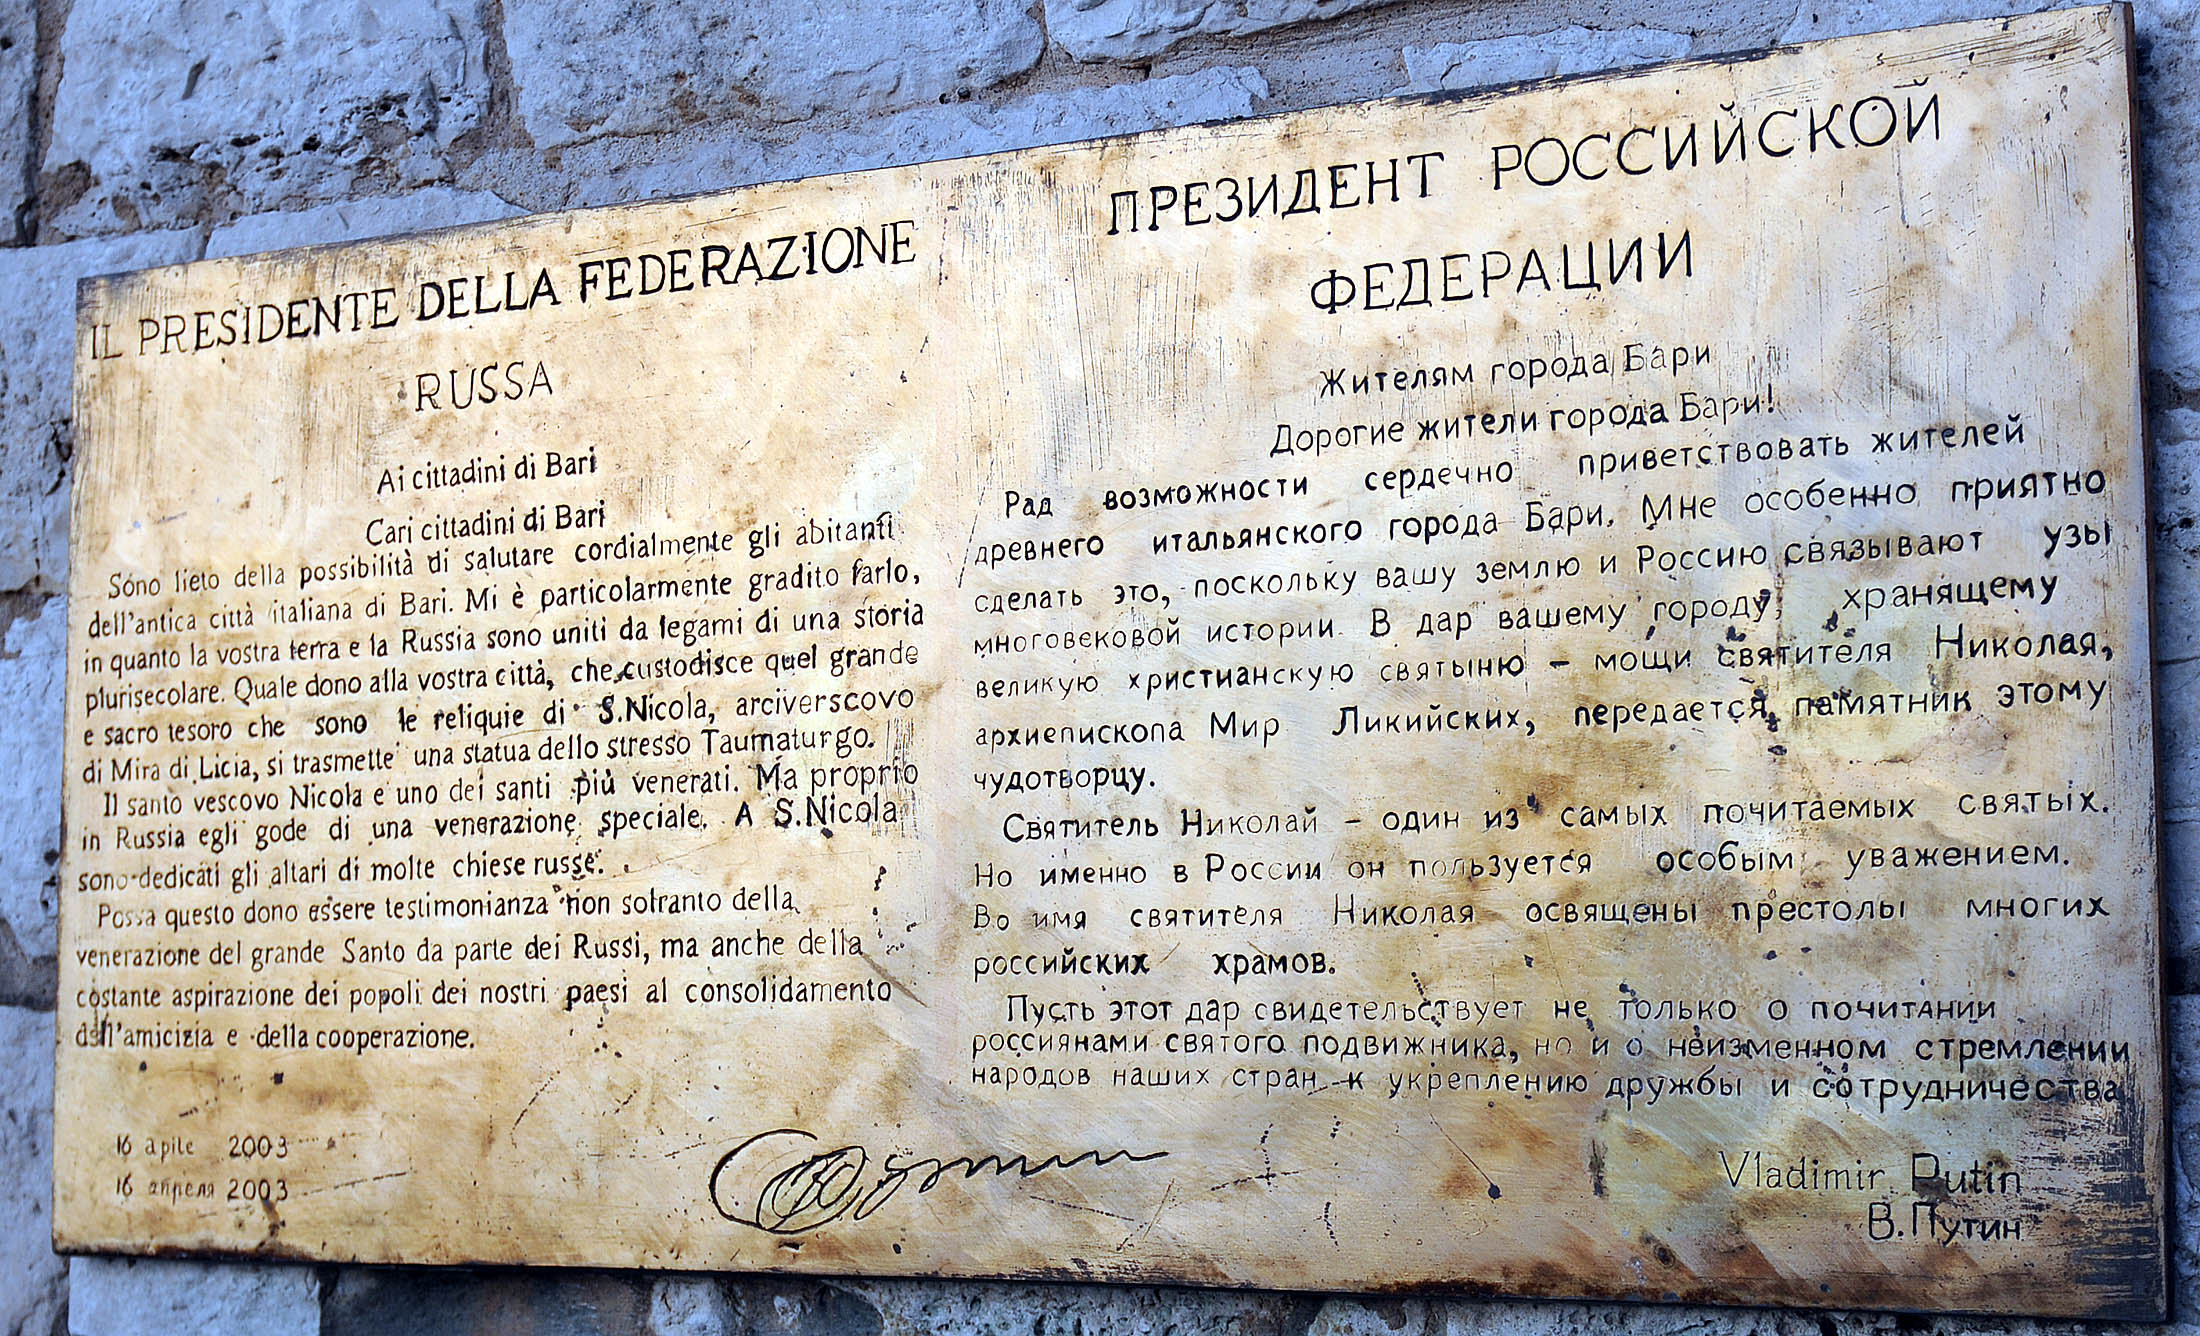 IL PRESIDENTE DELLA FEDERAZIONE
RUSSA
Ai cittadini di Bari
Cari cittadini di Bari
Sono lieto della possibilità di salutare cordialmente gli abitanti
dell'antica città italiana di Bari. Mi è particolarmente gradito farlo,
in quanto la vostra terra e la Russia sono uniti da legami di una storia
plurisecolare. Quale dono alla vostra città, che custodisce quel grande
e sacro tesoro che sono le reliquie di S.Nicola, arciverscovo
di Mira di Licia, si trasmette una statua dello stresso Taumaturgo.
Il santo vescovo Nicola e uno dei santi più venerati. Ma proprio
in Russia egli gode di una venerazione speciale. A S.Nicola
sono dedicati gli altari di molte chiese russe.
Possa questo dono essere testimonianza non soltanto della
venerazione del grande Santo da parte dei Russi, ma anche della
costante aspirazione dei popoli dei nostri paesi al consolidamento
dell'amicizia e della cooperazione.
16 apile 2003
16 апреля 2003
ПРЕЗИДЕНТ РОССИЙСКОЙ
ФЕДЕРАЦИИ
Жителям города Бари
Дорогие жители города Бари!
Рад возможности сердечно приветствовать жителей
древнего итальянского города Бари. Мне особенно приятно
сделать это, поскольку вашу землю и Россию связывают узы
многовековой истории. В дар вашему городу, хранящему
великую христианскую святыню – мощи святителя Николая,
архиепископа Мир Ликийских, передается памятник этому
чудотворцу.
Святитель Николай – один из самых почитаемых святых.
Но именно в России он пользуется особым уважением.
Во имя святителя Николая освящены престолы многих
российских храмов.
Пусть этот дар свидетельствует не только о почитании
россиянами святого подвижника, но и о неизменном стремлении
народов наших стран к укреплению дружбы и сотрудничества
Vladimir Putin
В.Путин